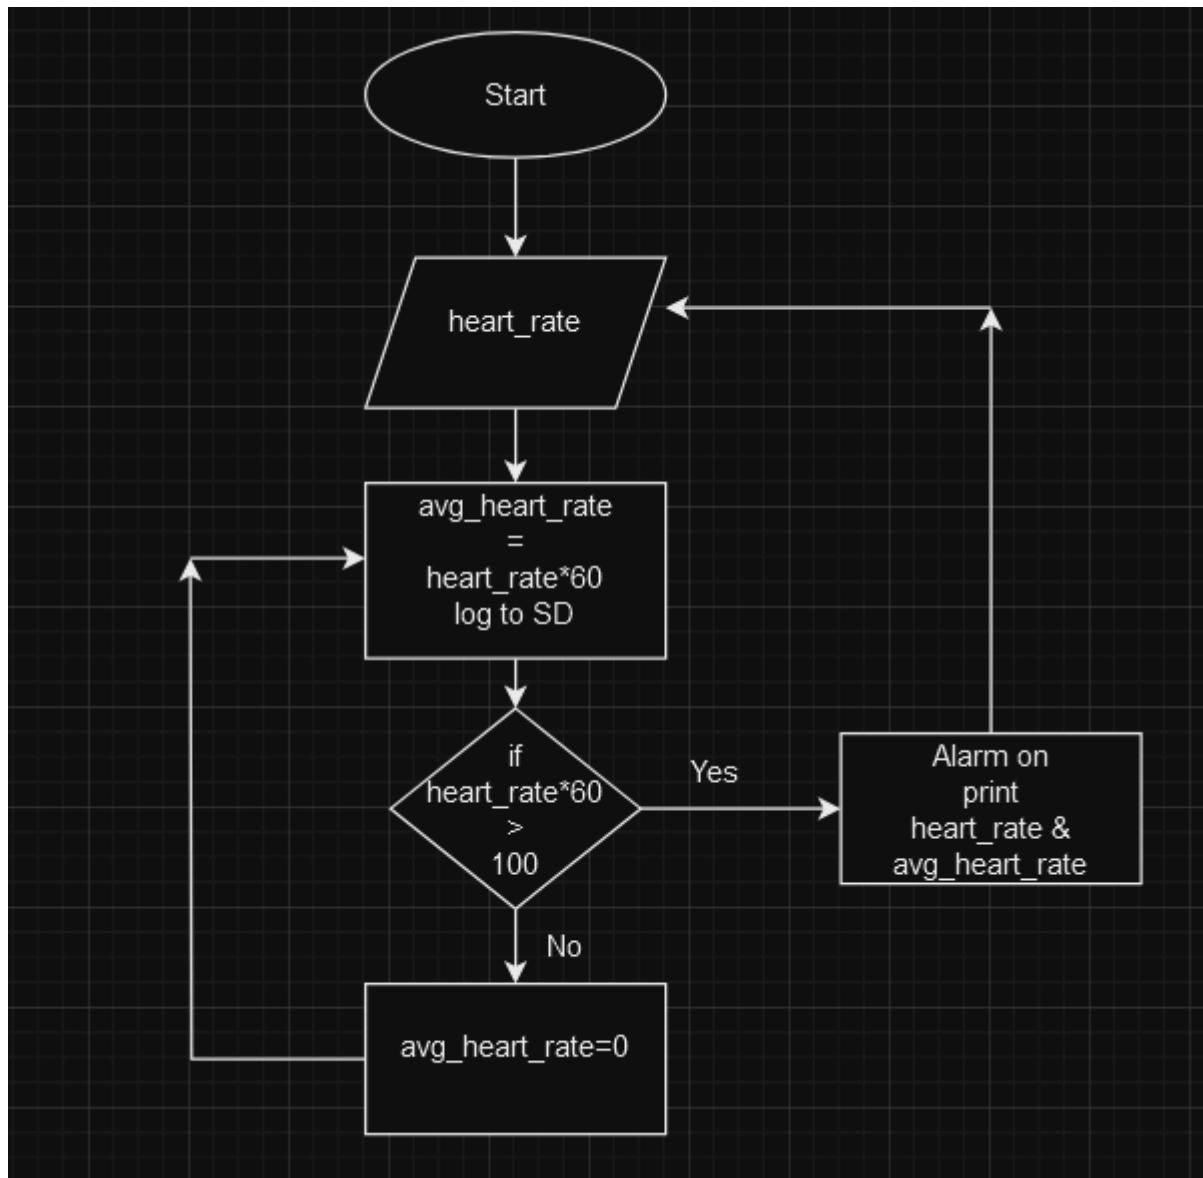 Start
heart_rate
avg_heart_rate
=
heart_rate*60
log to SD
if
heart_rate*60
>
100
Yes
Alarm on
print
heart_rate &
avg_heart_rate
No
avg_heart_rate=0